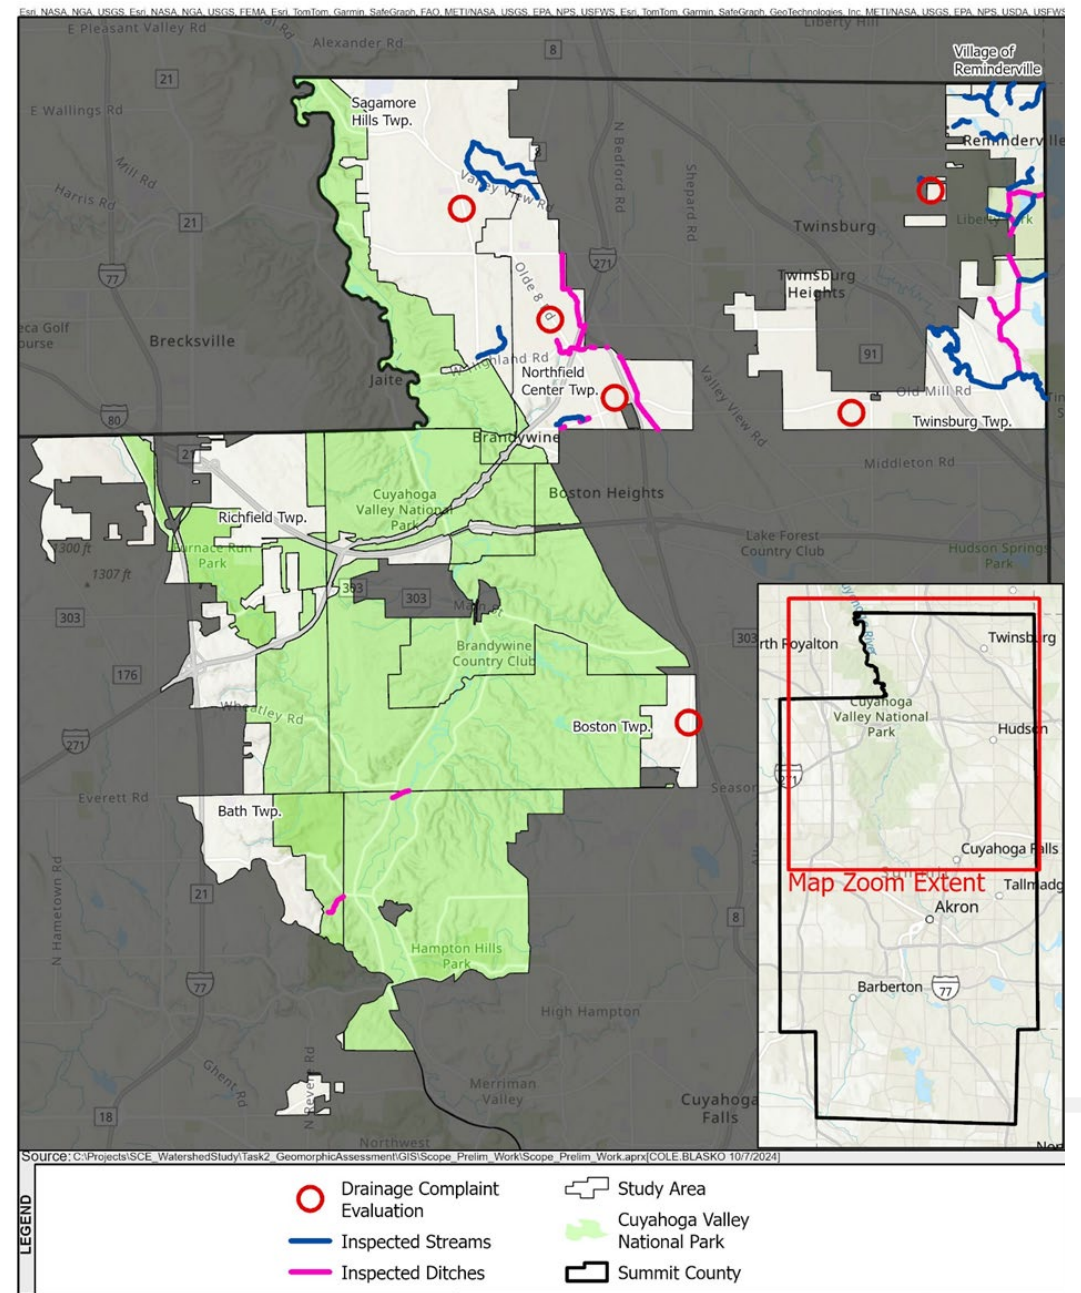 Esri, NASA, NGA, USGS, Esri, NASA, NGA, USGS, FEMA, Esri, TomTom, Garmin, SafeGraph, FAO, METI/NASA, USGS, EPA, NPS, USFWS, Esri, TomTom, Garmin, SafeGraph, GeoTechnologies, Inc, METI/NASA, USGS, EPA, NPS, USDA, USFWS
E Pleasant Valley Rd
Alexander Rd
Liberty Hill
8
Village of
Reminderville
21
Sagamore
Hills Twp.
E Wallings Rd
Reminderville
N Bedford Rd
Shepard Rd
Mill Rd
Valley View Rd
Harris Rd
21
Twinsburg
271
77
Olde 8 Rd
Twinsburg
Heights
Brecksville
91
Highland Rd
Northfield
Center Twp.
Jaite
Old Mill Rd
Valley View Rd
80
Twinsburg Twp.
Brandywine
21
Middleton Rd
Cuyahoga
Valley National
Park
Boston Heights
Richfield Twp.
Lake Forest
Country Club
1300 ft
Furnace Run
Park
Hudson Springs
Park
1307 ft
303
303
303
303
Brandywine
Country Club
176
Wheatley Rd
Boston Twp.
271
Everett Rd
Bath Twp.
N Hametown Rd
21
8
Hampton Hills
Park
77
High Hampton
Ghent Rd
N Revere Rd
Merriman
Valley
18
Cuyahoga
Falls
Northwest
Twinsburg
Cuyahoga
Valley National
Park
Hudson
271
Cuyahoga Falls
Summit
Map Zoom Extent
Akron
Barberton
77
Source: C:\Projects\SCE_WatershedStudy\Task2_GeomorphicAssessment\GIS\Scope_Prelim_Work\Scope_Prelim_Work.aprx[COLE.BLASKO 10/7/2024]
LEGEND
Drainage Complaint
Evaluation
Inspected Streams
Inspected Ditches
Study Area
Cuyahoga Valley
National Park
Summit County